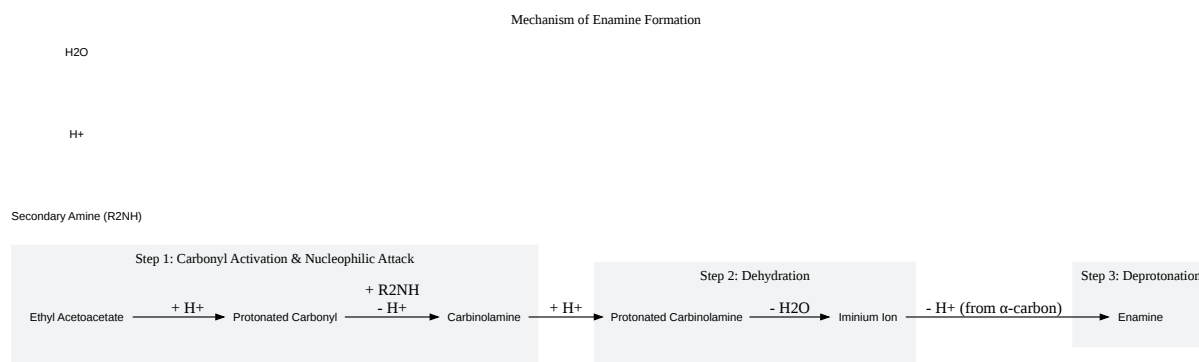 Mechanism of Enamine Formation
H2O
H+
Secondary Amine (R2NH)
Step 1: Carbonyl Activation & Nucleophilic Attack
Step 2: Dehydration
Step 3: Deprotonation
Ethyl Acetoacetate
+ H+
Protonated Carbonyl
+ R2NH
- H+
Carbinolamine
+ H+
Protonated Carbinolamine
- H2O
Iminium Ion
- H+ (from α-carbon)
Enamine